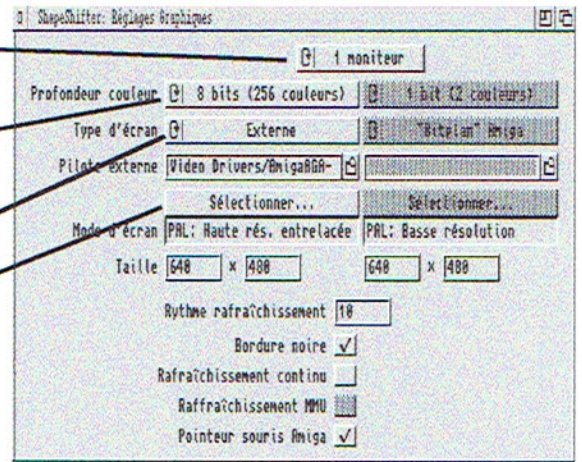 ShapeShifter: Réglages Graphiques
1 moniteur
Profondeur couleur 8 bits (256 couleurs) 1 bit (2 couleurs)
Type d'écran Externe "Bitplan" Amiga
Pilote externe Video Drivers/AmigaAGA-
Sélectionner... Sélectionner...
Mode d'écran PAL: Haute rés. entrelacée PAL: Basse résolution
Taille 640 x 480 640 x 480
Rythme rafraîchissement 10
Bordure noire
Rafraîchissement continu
Raffraîchissement MMU
Pointeur souris Amiga